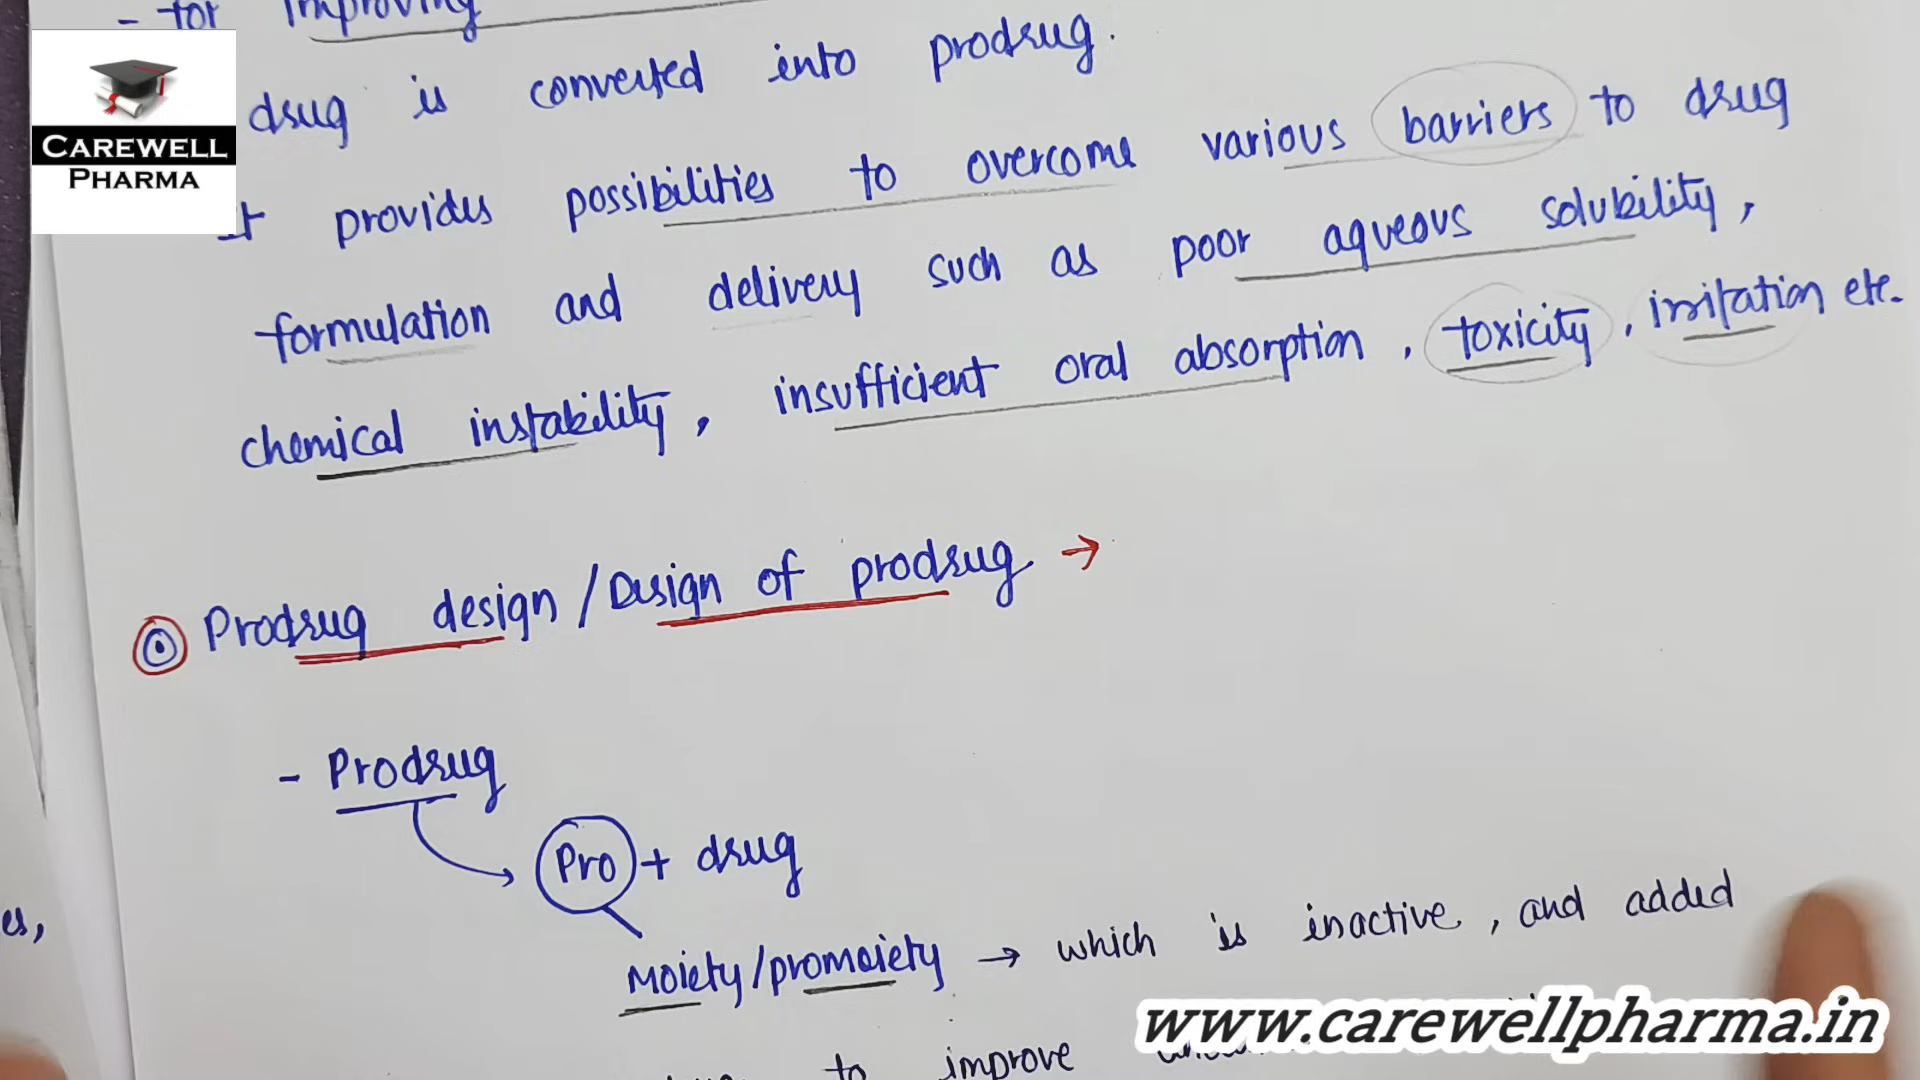 - for improving
CAREWELL
PHARMA
drug is converted into prodrug.
It provides possibilities to overcome various barriers to drug
formulation and delivery such as poor aqueous solubility,
chemical instability, insufficient oral absorption, toxicity, irritation etc.
Prodrug design / Design of prodrug →
- Prodrug
Pro + drug
Moiety/promoiety → which is inactive, and added
es,
to improve
www.carewellpharma.in